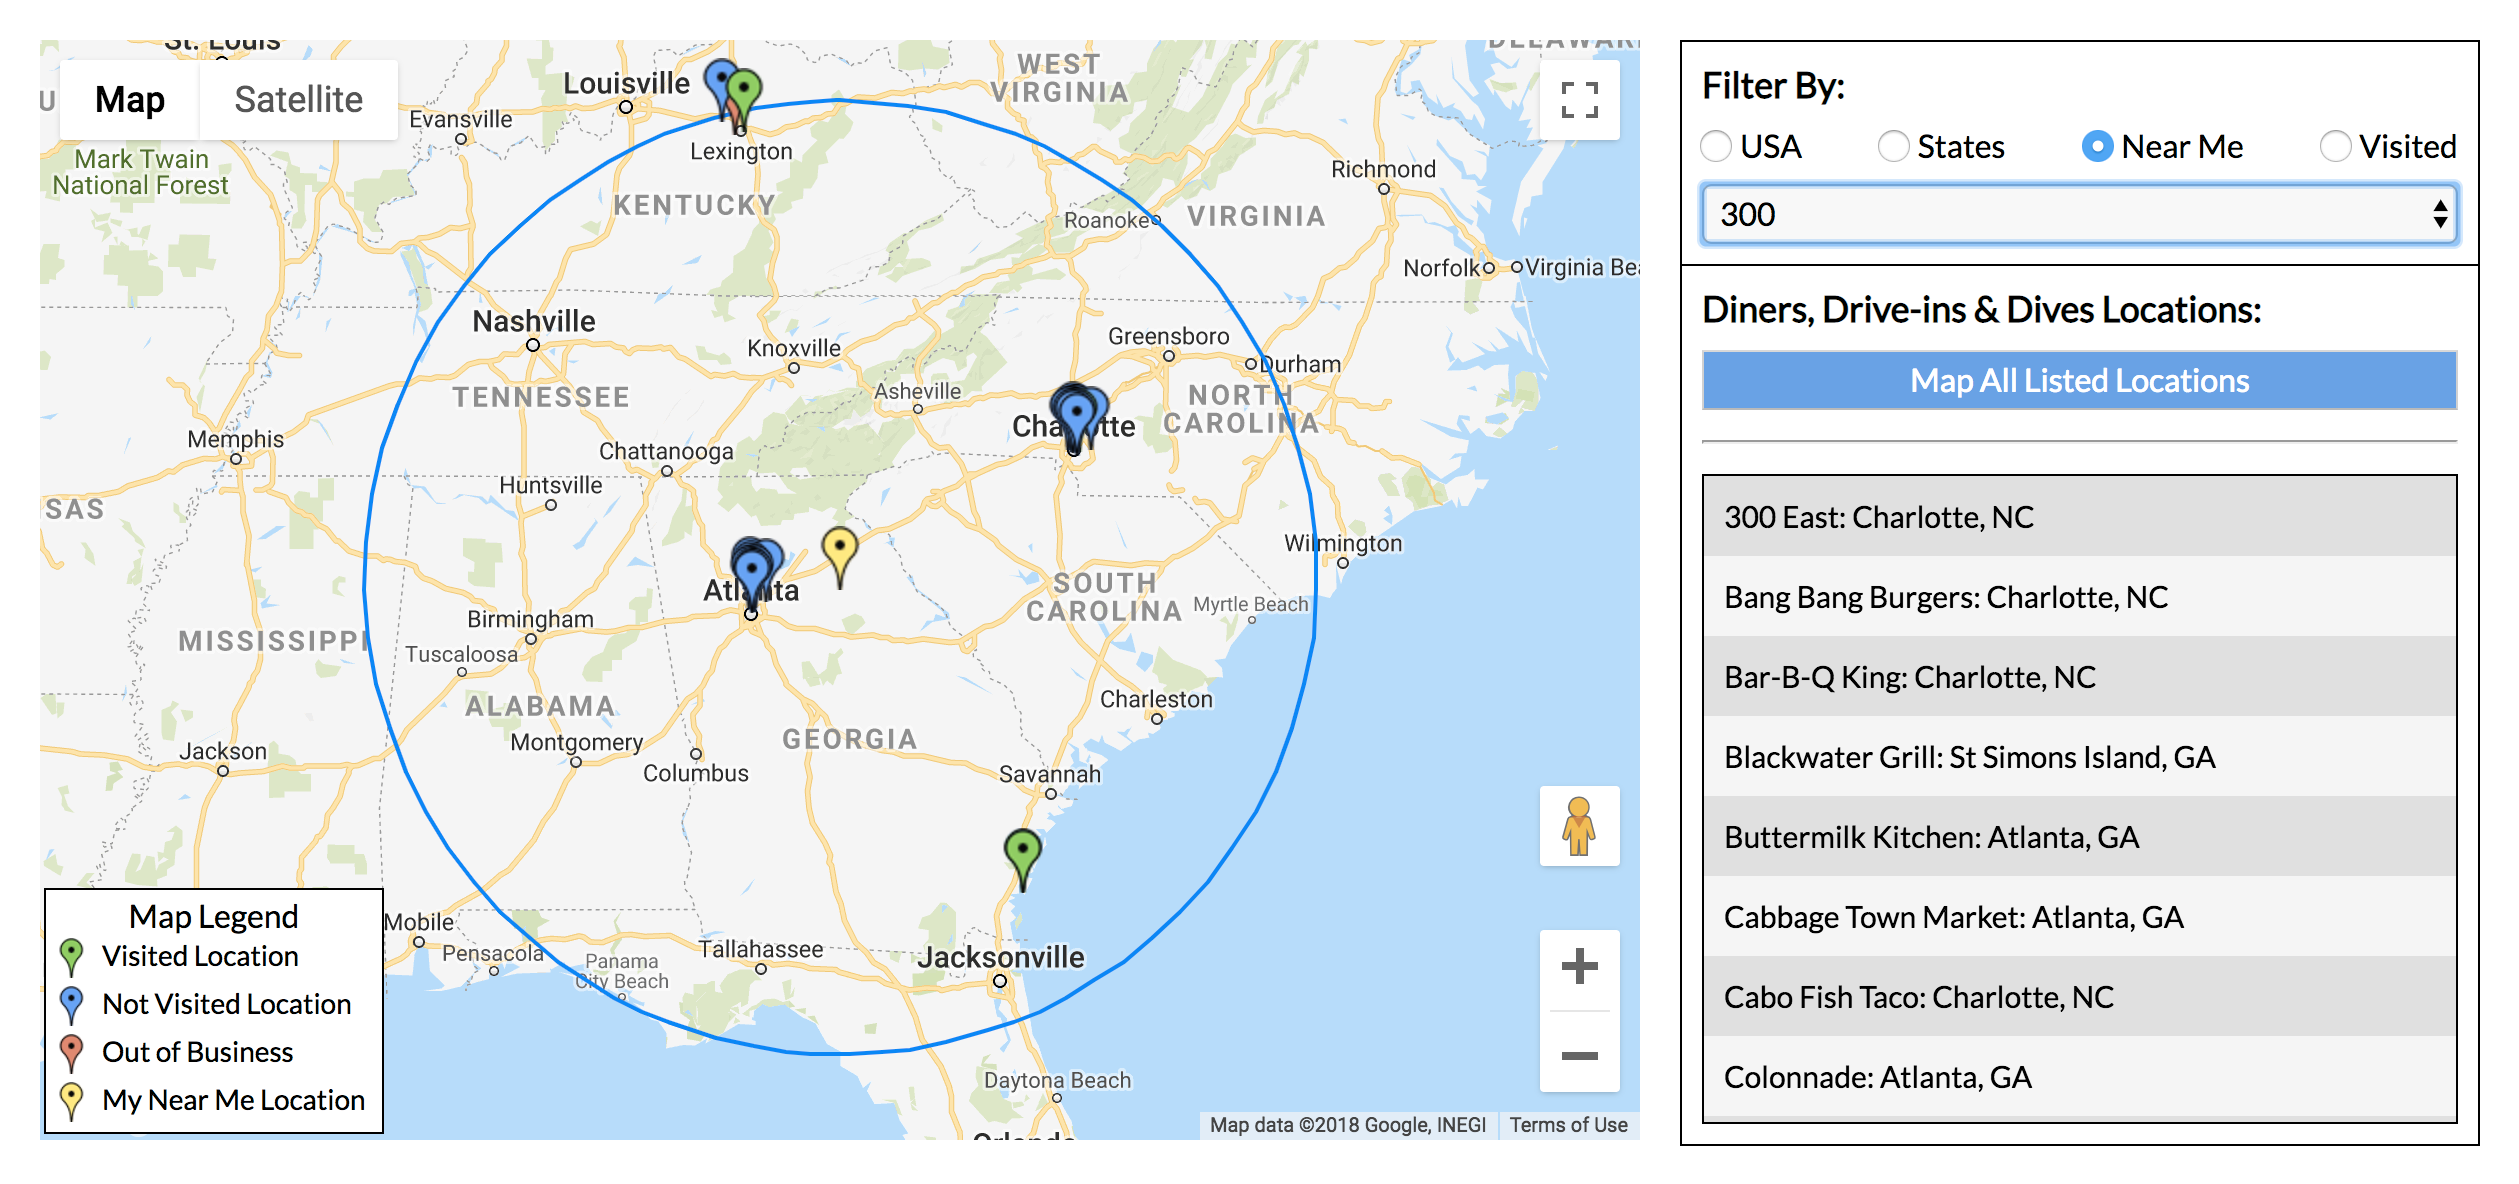 St. Louis
DELAWARE
Map
Satellite
Louisville
WEST
VIRGINIA
Evansville
Lexington
Mark Twain
National Forest
Richmond
KENTUCKY
Roanoke
VIRGINIA
Norfolk
Virginia Bea
Nashville
Knoxville
Greensboro
Durham
TENNESSEE
Asheville
NORTH
CAROLINA
Charlotte
Memphis
Chattanooga
Huntsville
SAS
Wilmington
Atlanta
SOUTH
CAROLINA
Myrtle Beach
Birmingham
MISSISSIPPI
Tuscaloosa
ALABAMA
Charleston
Montgomery
GEORGIA
Jackson
Columbus
Savannah
Mobile
Pensacola
Panama
City Beach
Tallahassee
Jacksonville
Daytona Beach
Orlando
Map Legend
Visited Location
Not Visited Location
Out of Business
My Near Me Location
Map data ©2018 Google, INEGI
Terms of Use
Filter By:
USA
States
Near Me
Visited
300
Diners, Drive-ins & Dives Locations:
Map All Listed Locations
300 East: Charlotte, NC
Bang Bang Burgers: Charlotte, NC
Bar-B-Q King: Charlotte, NC
Blackwater Grill: St Simons Island, GA
Buttermilk Kitchen: Atlanta, GA
Cabbage Town Market: Atlanta, GA
Cabo Fish Taco: Charlotte, NC
Colonnade: Atlanta, GA